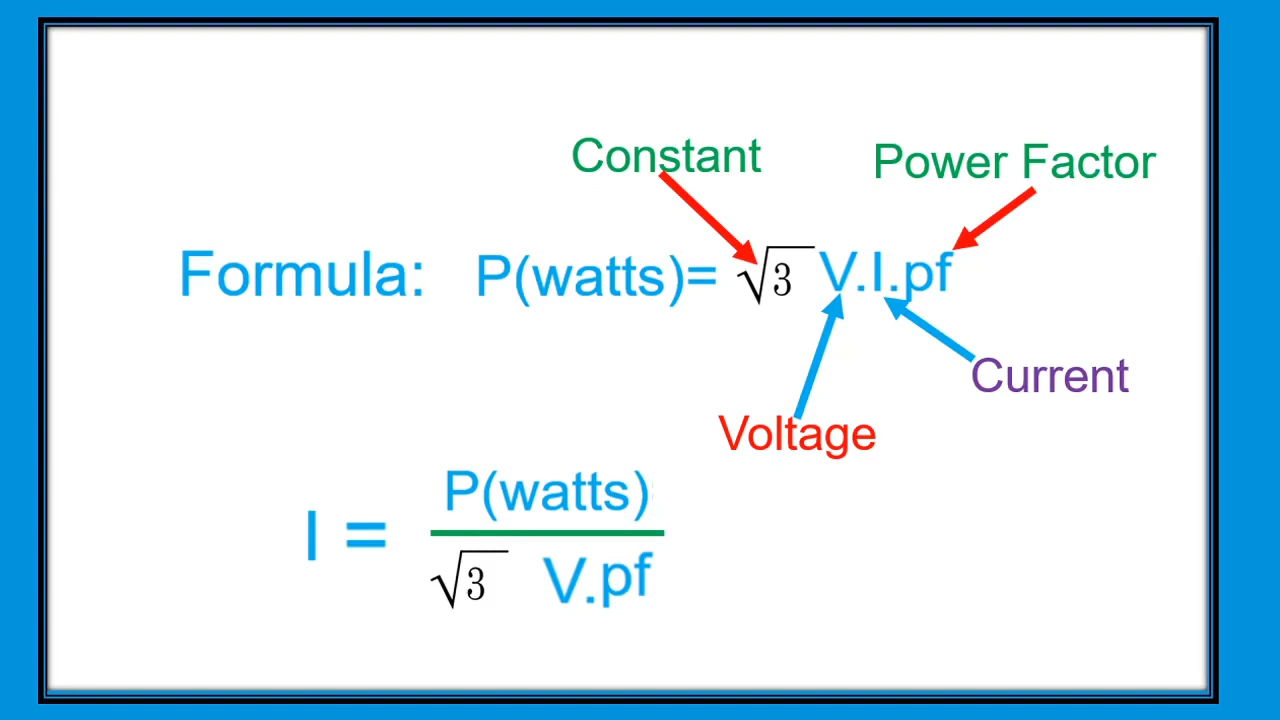 Constant
Power Factor
Formula: P(watts)= √3 V.I.pf
Current
Voltage
P(watts)
I =
√3 V.pf